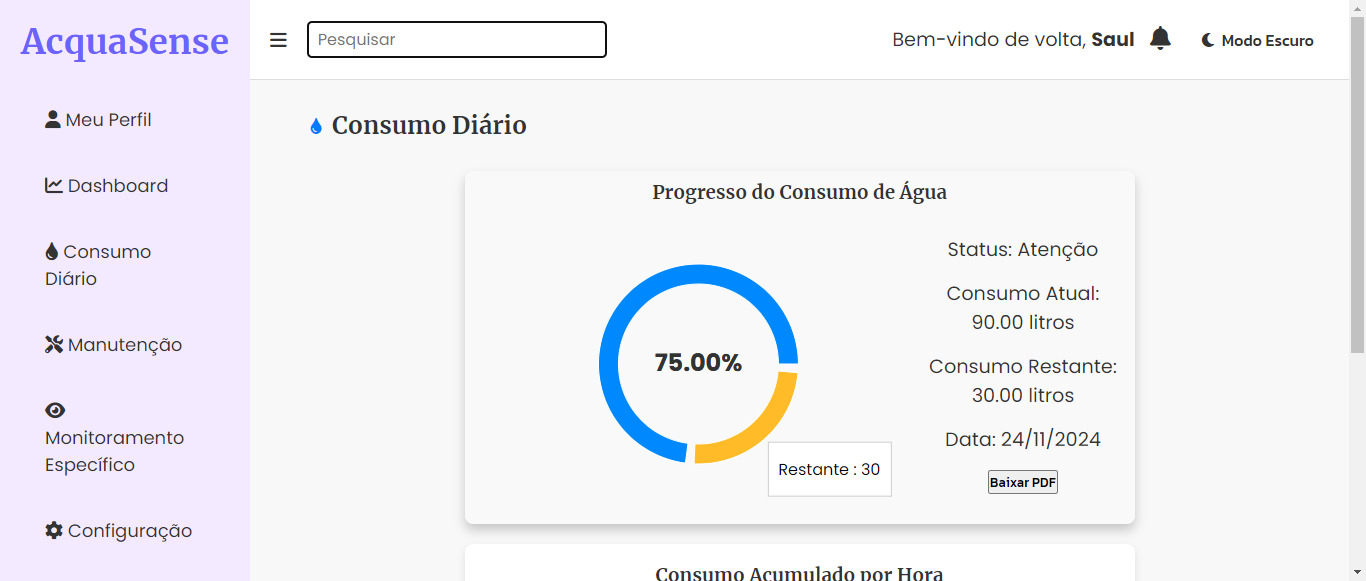 AcquaSense
Meu Perfil
Dashboard
Consumo
Diário
Manutenção
Monitoramento
Específico
Configuração
Pesquisar
Bem-vindo de volta, Saul
Modo Escuro
Consumo Diário
Progresso do Consumo de Água
75.00%
Restante : 30
Status: Atenção
Consumo Atual:
90.00 litros
Consumo Restante:
30.00 litros
Data: 24/11/2024
Baixar PDF
Consumo Acumulado por Hora